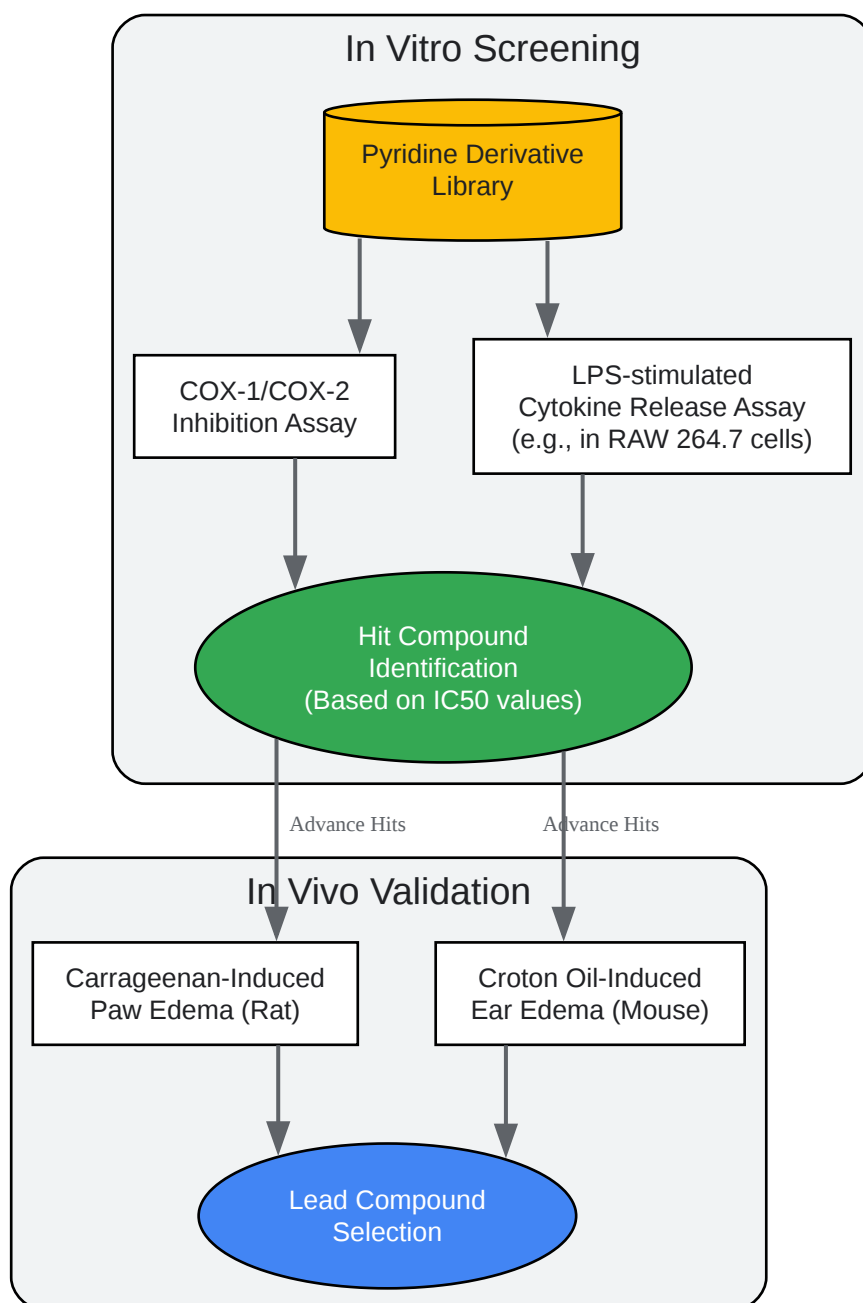 In Vitro Screening
Pyridine Derivative
Library
COX-1/COX-2
Inhibition Assay
LPS-stimulated
Cytokine Release Assay
(e.g., in RAW 264.7 cells)
Hit Compound
Identification
(Based on IC50 values)
Advance Hits
Advance Hits
In Vivo Validation
Carrageenan-Induced
Paw Edema (Rat)
Croton Oil-Induced
Ear Edema (Mouse)
Lead Compound
Selection